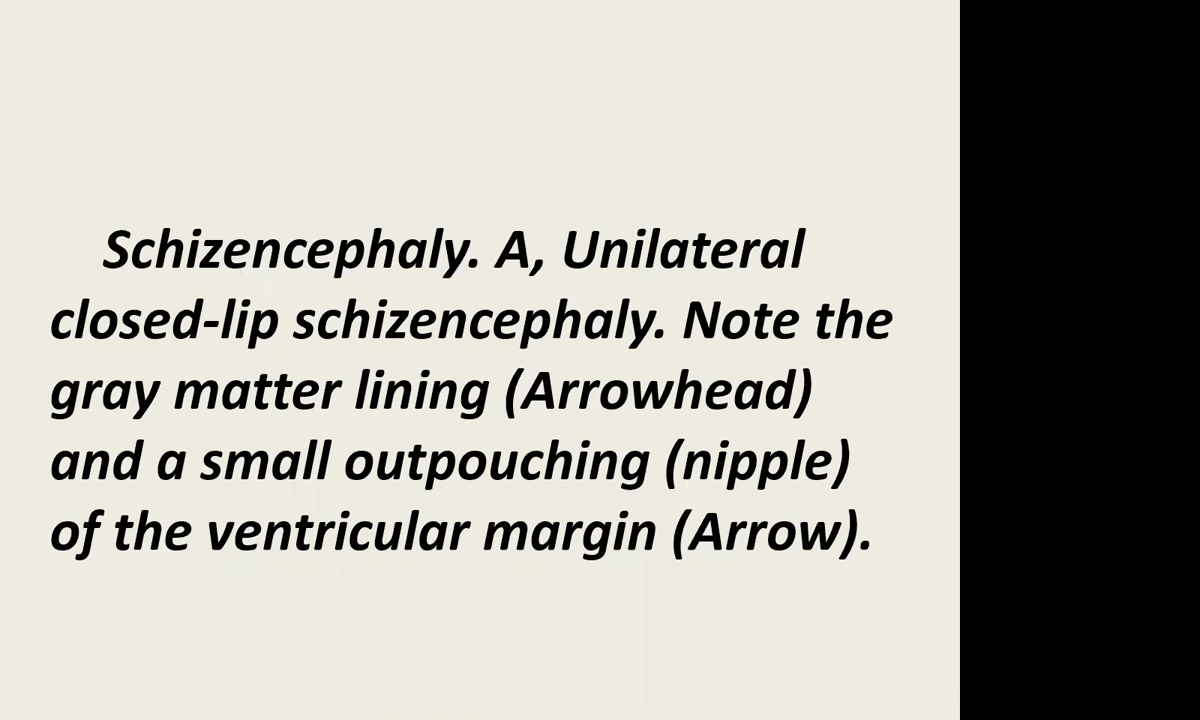 Schizencephaly. A, Unilateral
closed-lip schizencephaly. Note the
gray matter lining (Arrowhead)
and a small outpouching (nipple)
of the ventricular margin (Arrow).